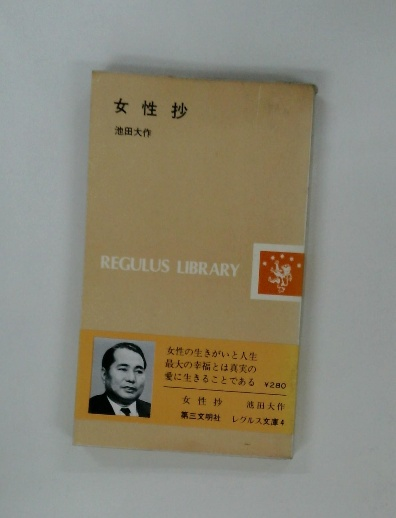 女性抄
池田大作
REGULUS LIBRARY
女性の生きがいと人生
最大の幸福とは真実の
愛に生きることである ¥280
女性抄 池田大作
第三文明社 レグルス文庫4